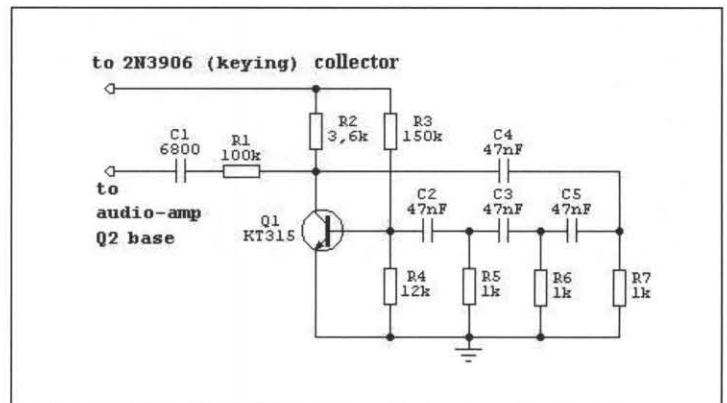 to 2N3906 (keying) collector
R2
3,6k
R3
150k
C1
6800
R1
100k
C4
47nF
to
audio-amp
Q2 base
Q1
KT315
C2
47nF
C3
47nF
C5
47nF
R4
12k
R5
1k
R6
1k
R7
1k